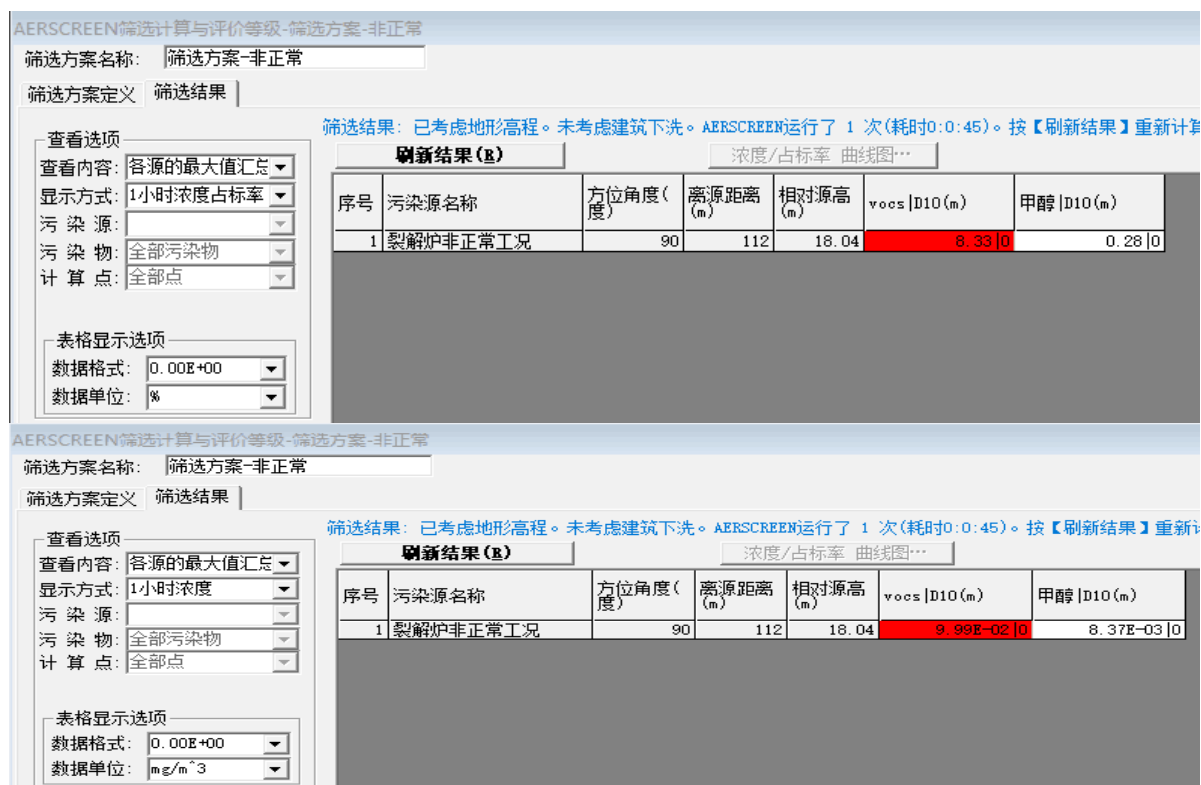 AERSCREEN筛选计算与评价等级-筛选方案-非正常
筛选方案名称: 筛选方案-非正常
筛选方案定义 筛选结果
筛选结果: 已考虑地形高程。未考虑建筑下洗。AERSCREEN运行了 1 次(耗时0:0:45)。按【刷新结果】重新计算
查看选项
刷新结果(R) 浓度/占标率 曲线图…
查看内容: 各源的最大值汇总
显示方式: 1小时浓度占标率
污 染 源:
污 染 物: 全部污染物
计 算 点: 全部点
序号 污染源名称 方位角度(度) 离源距离(m) 相对源高(m) vocs|D10(m) 甲醇|D10(m)
1 裂解炉非正常工况 90 112 18.04 8.33|0 0.28|0
表格显示选项
数据格式: 0.00E+00
数据单位: %
AERSCREEN筛选计算与评价等级-筛选方案-非正常
筛选方案名称: 筛选方案-非正常
筛选方案定义 筛选结果
筛选结果: 已考虑地形高程。未考虑建筑下洗。AERSCREEN运行了 1 次(耗时0:0:45)。按【刷新结果】重新
查看选项
刷新结果(R) 浓度/占标率 曲线图…
查看内容: 各源的最大值汇总
显示方式: 1小时浓度
污 染 源:
污 染 物: 全部污染物
计 算 点: 全部点
序号 污染源名称 方位角度(度) 离源距离(m) 相对源高(m) vocs|D10(m) 甲醇|D10(m)
1 裂解炉非正常工况 90 112 18.04 9.99E-02|0 8.37E-03|0
表格显示选项
数据格式: 0.00E+00
数据单位: mg/m^3